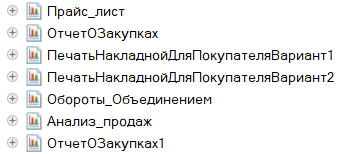 Прайс_лист
ОтчетОЗакупках
ПечатьНакладнойДляПокупателяВариант1
ПечатьНакладнойДляПокупателяВариант2
Обороты_Объединением
Анализ_продаж
ОтчетОЗакупках1